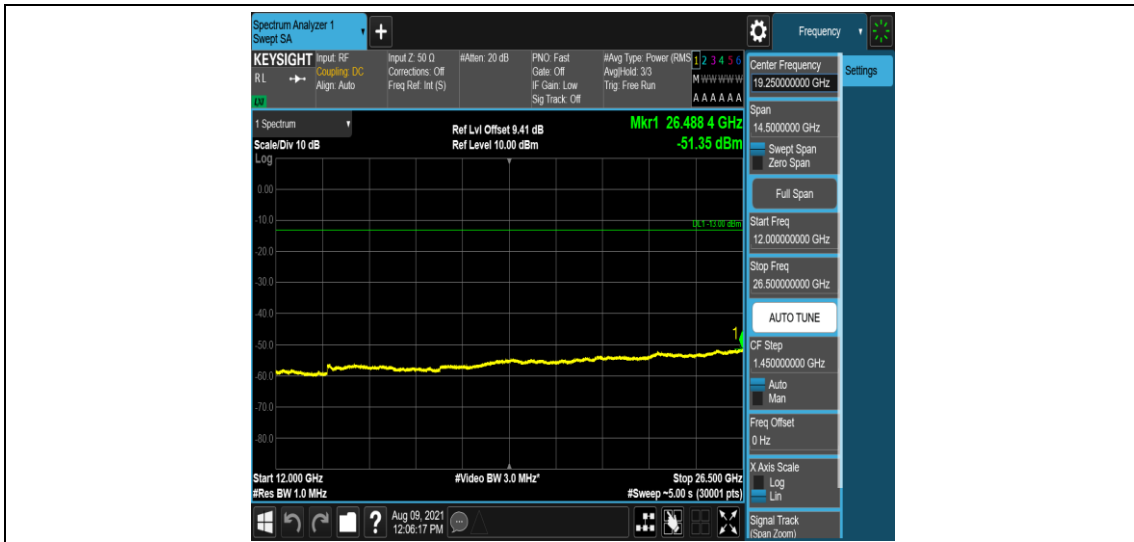 Spectrum Analyzer 1
Swept SA
+
Frequency
KEYSIGHT
RL
LM
Input: RF
Coupling: DC
Align: Auto
Input Z: 50 Ω
Corrections: Off
Freq Ref: Int (S)
#Atten: 20 dB
PNO: Fast
Gate: Off
IF Gain: Low
Sig Track: Off
#Avg Type: Power (RMS
Avg|Hold: 3/3
Trig: Free Run
1 2 3 4 5 6
M W W W W W
A A A A A A
1 Spectrum
Scale/Div 10 dB
Ref Lvl Offset 9.41 dB
Ref Level 10.00 dBm
Mkr1 26.488 4 GHz
-51.35 dBm
Log
0.00
-10.0
DL1 -13.00 dBm
-20.0
-30.0
-40.0
1
-50.0
-60.0
-70.0
-80.0
Start 12.000 GHz
#Video BW 3.0 MHz*
Stop 26.500 GHz
#Res BW 1.0 MHz
#Sweep ~5.00 s (30001 pts)
?
Aug 09, 2021
12:06:17 PM
Center Frequency
19.250000000 GHz
Settings
Span
14.5000000 GHz
Swept Span
Zero Span
Full Span
Start Freq
12.000000000 GHz
Stop Freq
26.500000000 GHz
AUTO TUNE
CF Step
1.450000000 GHz
Auto
Man
Freq Offset
0 Hz
X Axis Scale
Log
Lin
Signal Track
(Span Zoom)